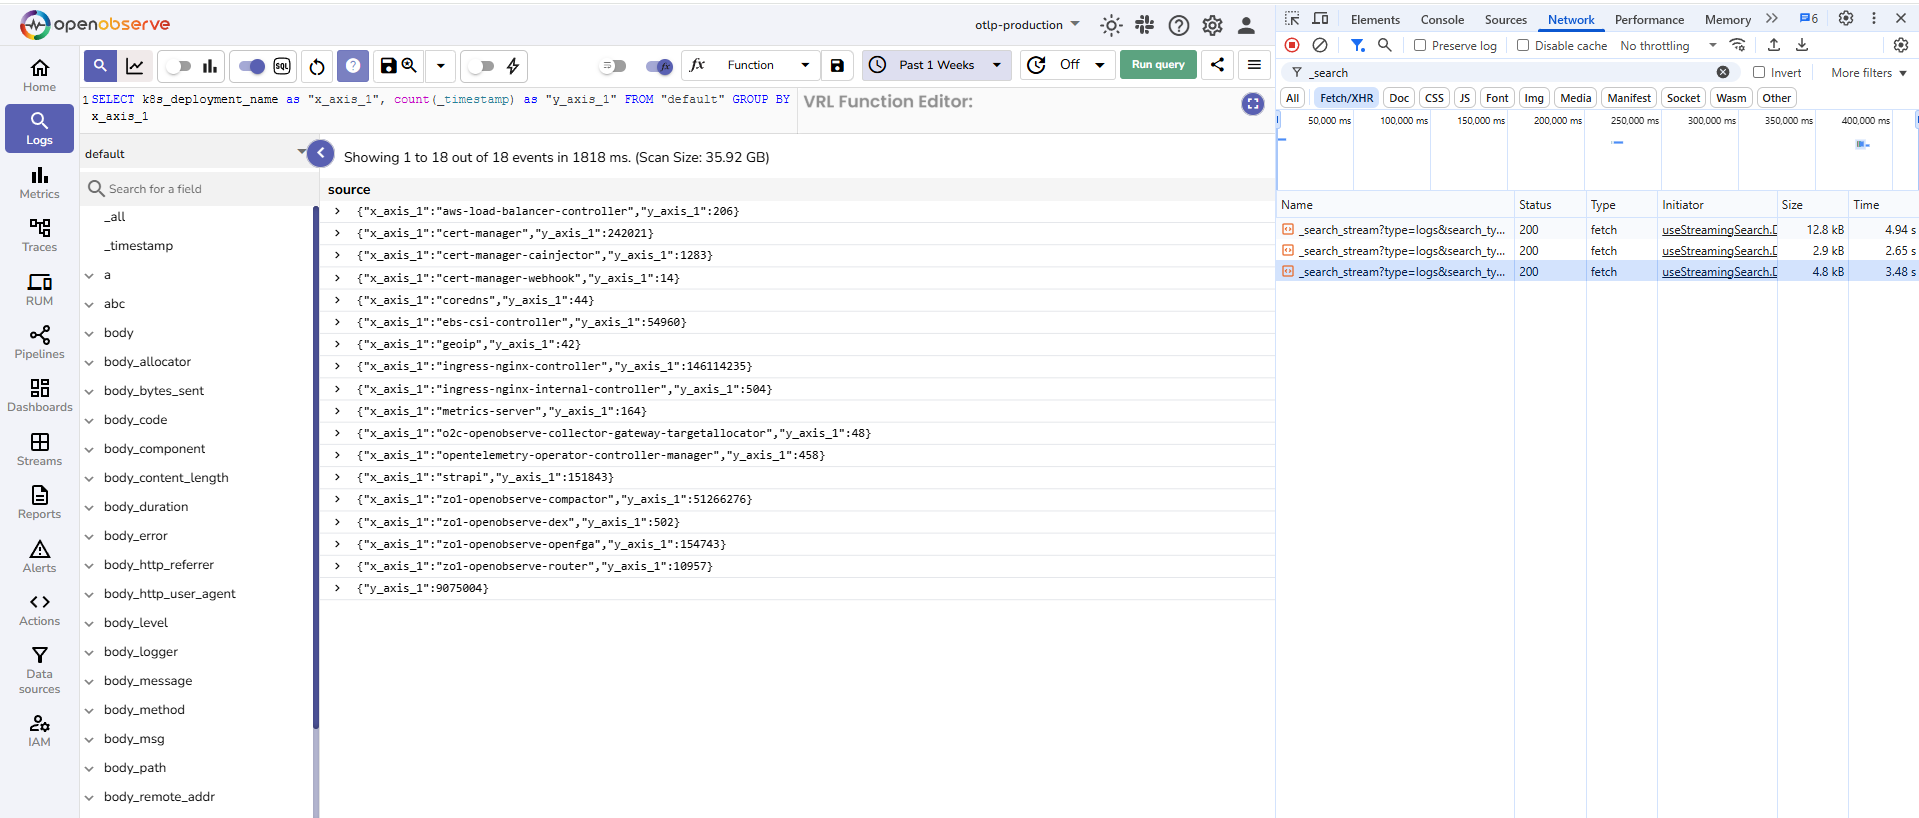 openobserve
otlp-production
Home
Logs
Metrics
Traces
RUM
Pipelines
Dashboards
Streams
Reports
Alerts
Actions
Data
sources
IAM
SQL
fx
fx
Function
Past 1 Weeks
Off
Run query
1 SELECT k8s_deployment_name as "x_axis_1", count(_timestamp) as "y_axis_1" FROM "default" GROUP BY
x_axis_1
VRL Function Editor:
default
Search for a field
_all
_timestamp
a
abc
body
body_allocator
body_bytes_sent
body_code
body_component
body_content_length
body_duration
body_error
body_http_referrer
body_http_user_agent
body_level
body_logger
body_message
body_method
body_msg
body_path
body_remote_addr
Showing 1 to 18 out of 18 events in 1818 ms. (Scan Size: 35.92 GB)
source
{"x_axis_1":"aws-load-balancer-controller","y_axis_1":206}
{"x_axis_1":"cert-manager","y_axis_1":242021}
{"x_axis_1":"cert-manager-cainjector","y_axis_1":1283}
{"x_axis_1":"cert-manager-webhook","y_axis_1":14}
{"x_axis_1":"coredns","y_axis_1":44}
{"x_axis_1":"ebs-csi-controller","y_axis_1":54960}
{"x_axis_1":"geoip","y_axis_1":42}
{"x_axis_1":"ingress-nginx-controller","y_axis_1":146114235}
{"x_axis_1":"ingress-nginx-internal-controller","y_axis_1":504}
{"x_axis_1":"metrics-server","y_axis_1":164}
{"x_axis_1":"o2c-openobserve-collector-gateway-targetallocator","y_axis_1":48}
{"x_axis_1":"opentelemetry-operator-controller-manager","y_axis_1":458}
{"x_axis_1":"strapi","y_axis_1":151843}
{"x_axis_1":"zo1-openobserve-compactor","y_axis_1":51266276}
{"x_axis_1":"zo1-openobserve-dex","y_axis_1":502}
{"x_axis_1":"zo1-openobserve-openfga","y_axis_1":154743}
{"x_axis_1":"zo1-openobserve-router","y_axis_1":10957}
{"y_axis_1":9075004}
Elements Console Sources Network Performance Memory 6
Preserve log Disable cache No throttling
_search Invert More filters
All Fetch/XHR Doc CSS JS Font Img Media Manifest Socket Wasm Other
50,000 ms 100,000 ms 150,000 ms 200,000 ms 250,000 ms 300,000 ms 350,000 ms 400,000 ms
Name Status Type Initiator Size Time
_search_stream?type=logs&search_ty... 200 fetch useStreamingSearch.D 12.8 kB 4.94 s
_search_stream?type=logs&search_ty... 200 fetch useStreamingSearch.D 2.9 kB 2.65 s
_search_stream?type=logs&search_ty... 200 fetch useStreamingSearch.D 4.8 kB 3.48 s